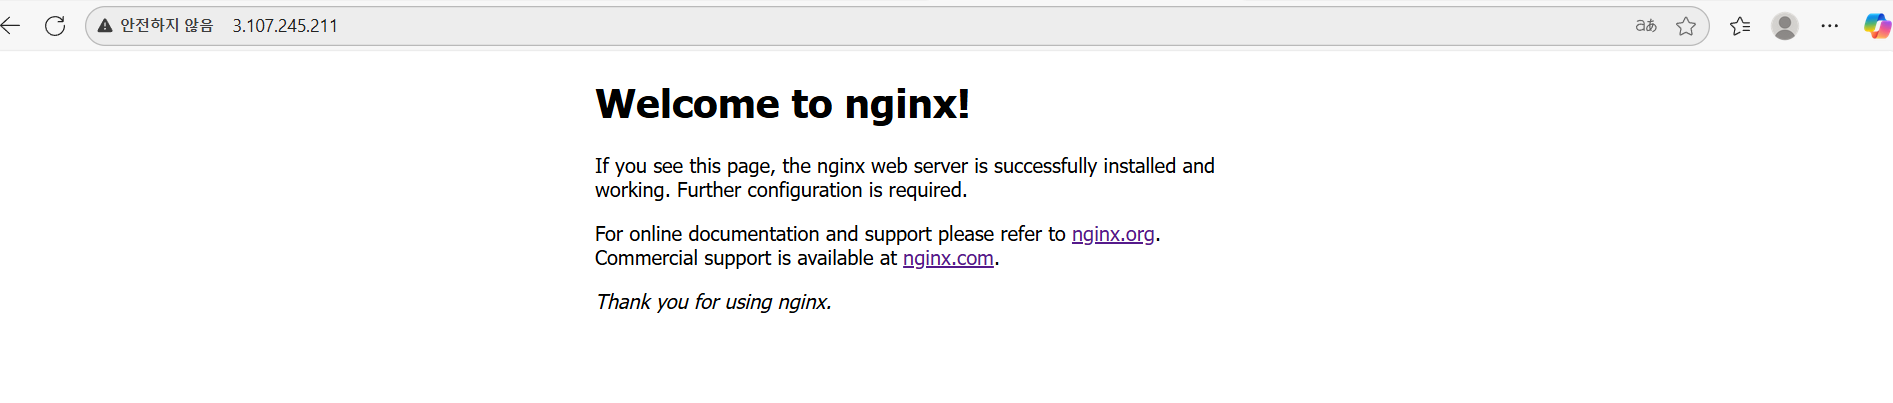 안전하지 않음 3.107.245.211 aあ
Welcome to nginx!
If you see this page, the nginx web server is successfully installed and
working. Further configuration is required.
For online documentation and support please refer to nginx.org.
Commercial support is available at nginx.com.
Thank you for using nginx.